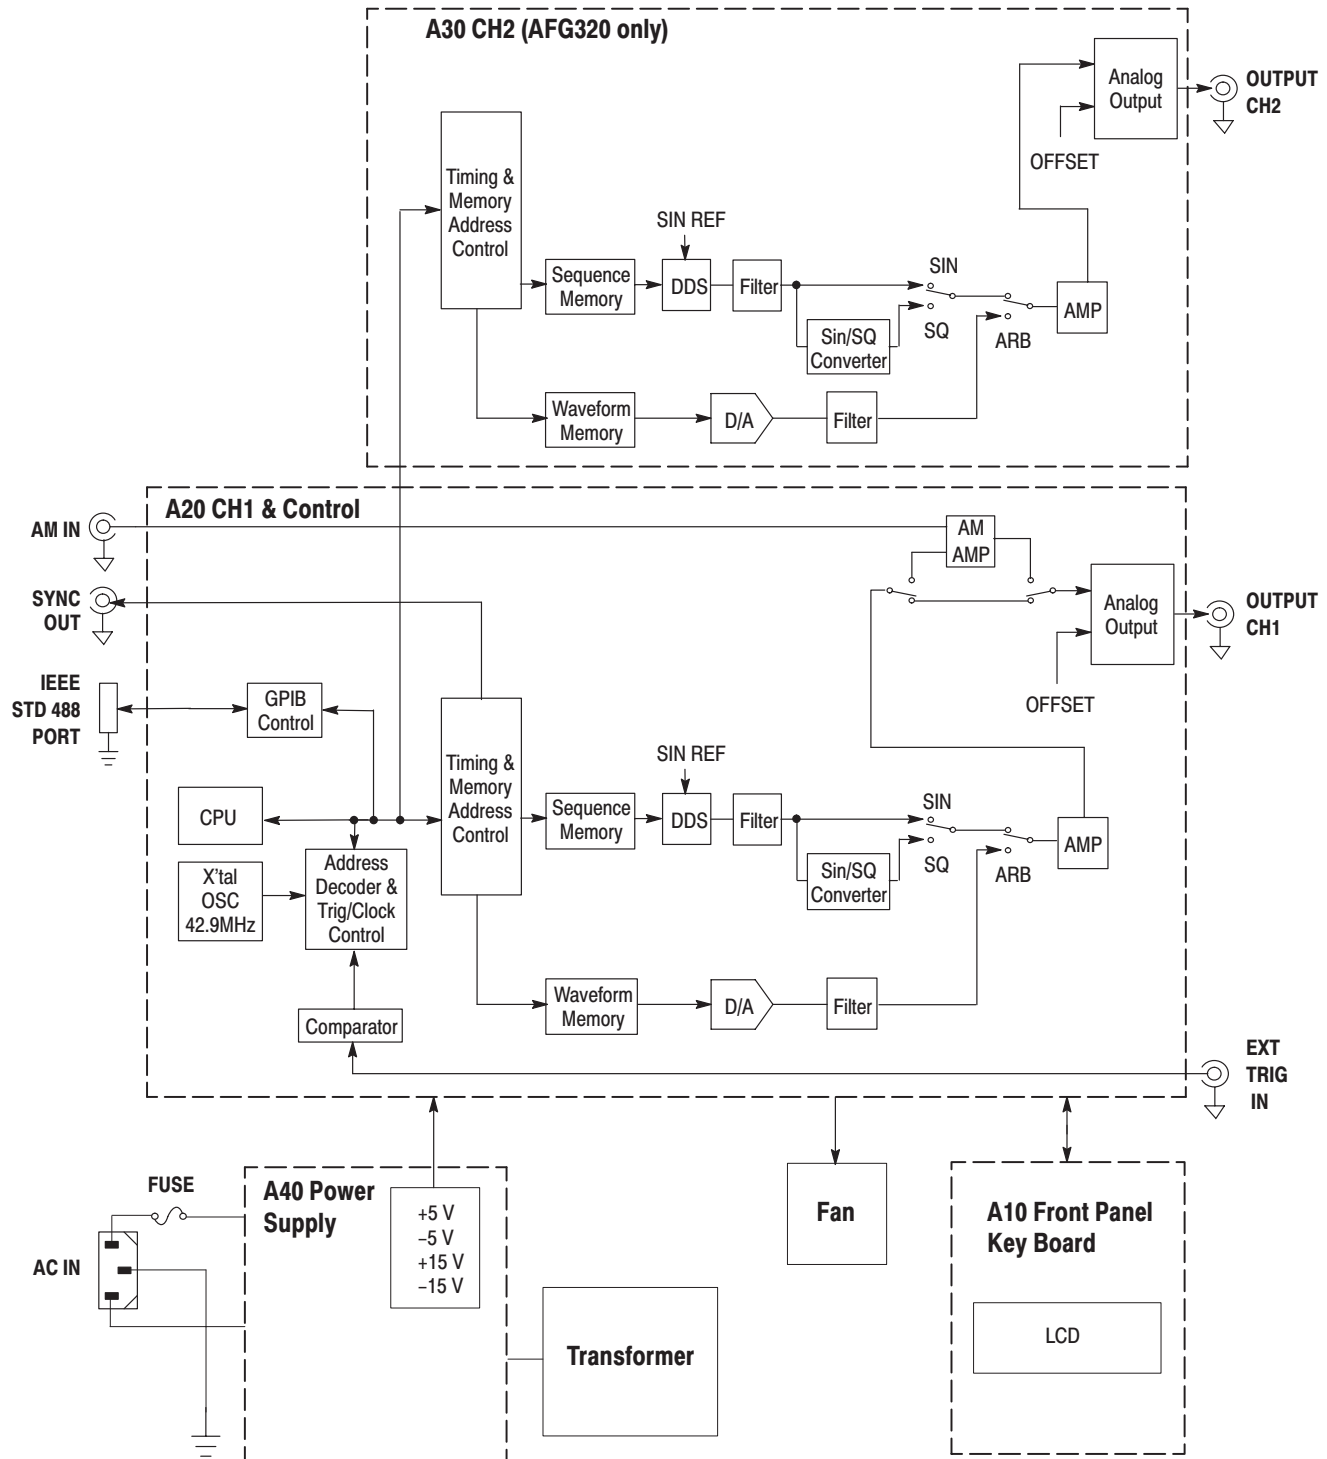 A30 CH2 (AFG320 only)
Analog
Output
OUTPUT
CH2
OFFSET
Timing &
Memory
Address
Control
SIN REF
Sequence
Memory
DDS
Filter
SIN
SQ
Sin/SQ
Converter
ARB
AMP
Waveform
Memory
D/A
Filter
A20 CH1 & Control
AM IN
AM
AMP
SYNC
OUT
Analog
Output
OUTPUT
CH1
OFFSET
IEEE
STD 488
PORT
GPIB
Control
Timing &
Memory
Address
Control
SIN REF
CPU
Sequence
Memory
DDS
Filter
SIN
SQ
Sin/SQ
Converter
ARB
AMP
X'tal
OSC
42.9MHz
Address
Decoder &
Trig/Clock
Control
Waveform
Memory
D/A
Filter
Comparator
EXT
TRIG
IN
FUSE
AC IN
A40 Power
Supply
+5 V
–5 V
+15 V
–15 V
Transformer
Fan
A10 Front Panel
Key Board
LCD